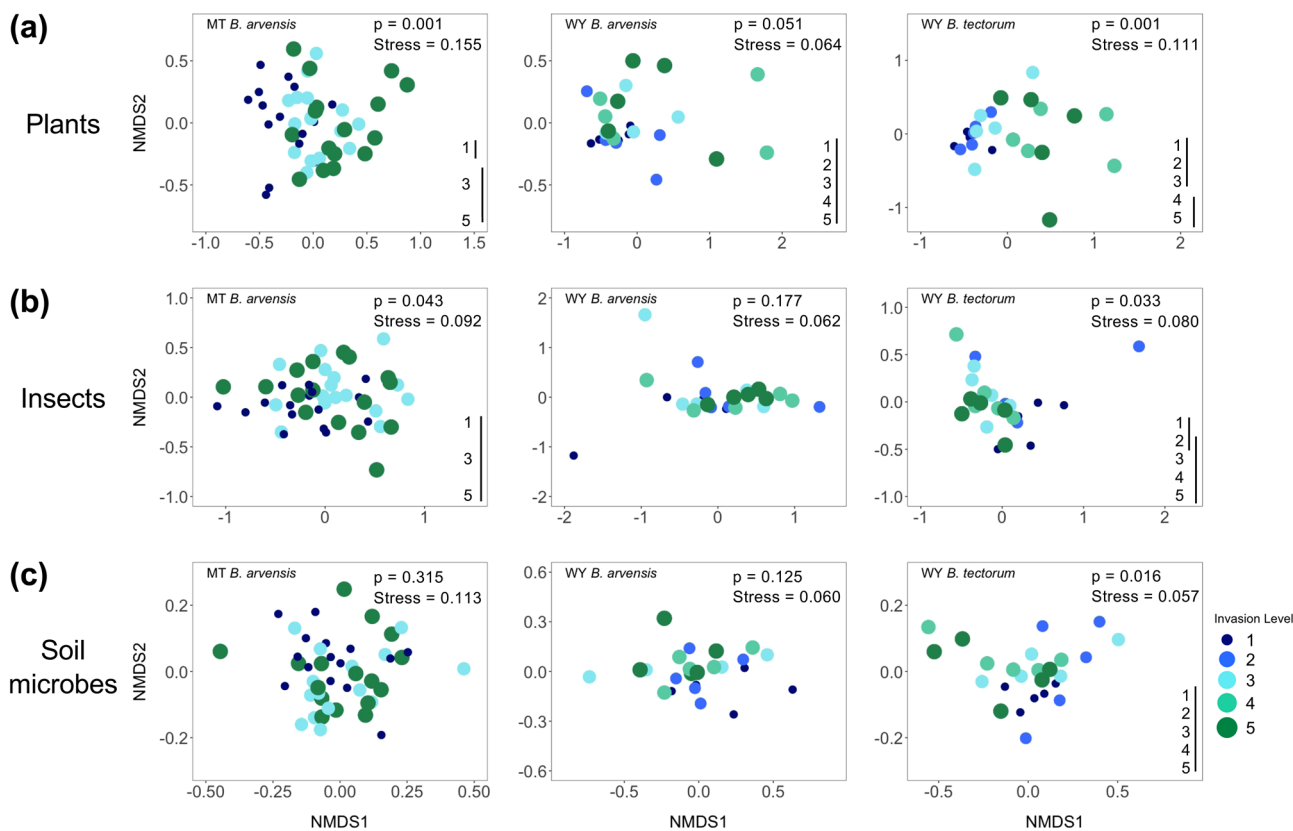 (a)
Plants
NMDS2
MT B. arvensis
p = 0.001
Stress = 0.155
0.5
0.0
-0.5
-1.0 -0.5 0.0 0.5 1.0 1.5
1
3
5
WY B. arvensis
p = 0.051
Stress = 0.064
0.5
0.0
-0.5
-1 0 1 2
1
2
3
4
5
WY B. tectorum
p = 0.001
Stress = 0.111
1
0
-1
-1 0 1 2
1
2
3
4
5
(b)
Insects
NMDS2
MT B. arvensis
p = 0.043
Stress = 0.092
1.0
0.5
0.0
-0.5
-1.0
-1 0 1
1
3
5
WY B. arvensis
p = 0.177
Stress = 0.062
2
1
0
-1
-2
-2 -1 0 1
WY B. tectorum
p = 0.033
Stress = 0.080
1.0
0.5
0.0
-0.5
-1.0
-1 0 1 2
1
2
3
4
5
(c)
Soil
microbes
NMDS2
MT B. arvensis
p = 0.315
Stress = 0.113
0.2
0.0
-0.2
-0.50 -0.25 0.00 0.25 0.50
NMDS1
WY B. arvensis
p = 0.125
Stress = 0.060
0.6
0.3
0.0
-0.3
-0.6
-0.5 0.0 0.5
NMDS1
WY B. tectorum
p = 0.016
Stress = 0.057
0.2
0.0
-0.2
-0.5 0.0 0.5 1.0
NMDS1
1
2
3
4
5
Invasion Level
1
2
3
4
5